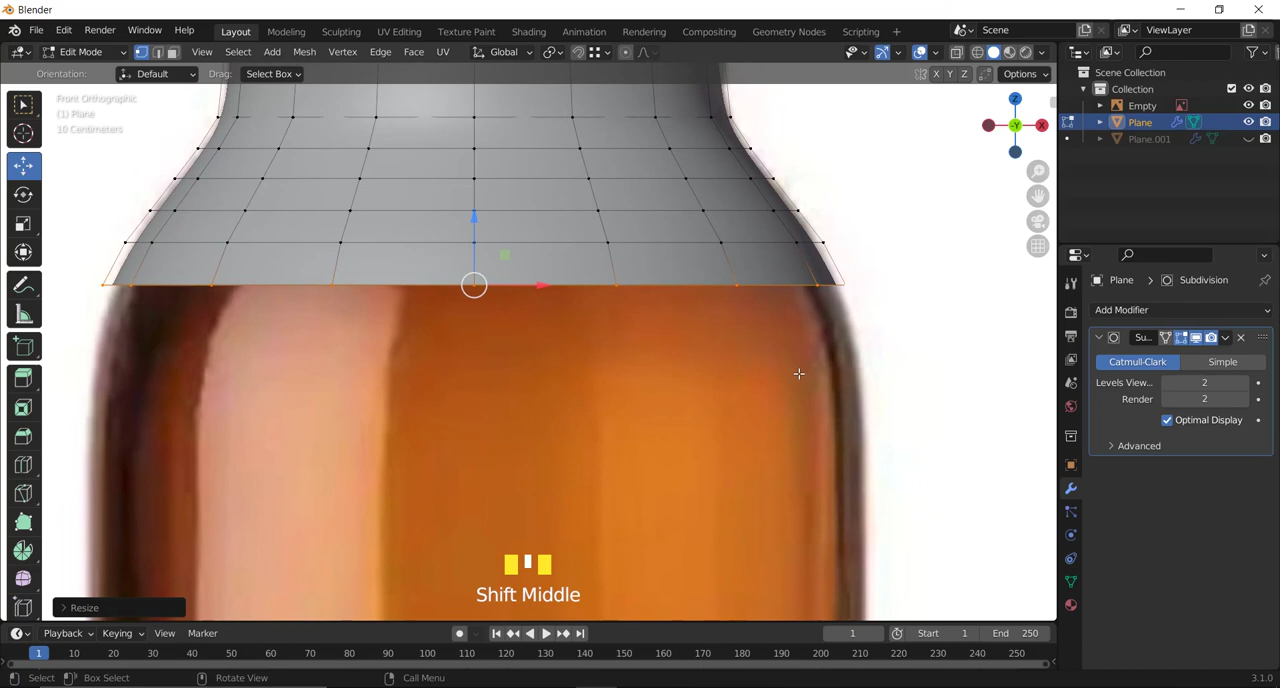 Blender
File Edit Render Window Help Layout Modeling Sculpting UV Editing Texture Paint Shading Animation Rendering Compositing Geometry Nodes Scripting + Scene ViewLayer
Edit Mode View Select Add Mesh Vertex Edge Face UV Global
Orientation: Default Drag: Select Box X Y Z Options
Front Orthographic
(1) Plane
10 Centimeters
Z
-Y
X
Scene Collection
Collection
Empty
Plane
Plane.001
Plane > Subdivision
Add Modifier
Su...
Catmull-Clark Simple
Levels View... 2
Render 2
Optimal Display
> Advanced
Shift Middle
> Resize
Playback Keying View Marker 1 Start 1 End 250
1 10 20 30 40 50 60 70 80 90 100 110 120 130 140 150 160 170 180 190 200 210 220 230 240 250
Select Box Select Rotate View Call Menu 3.1.0